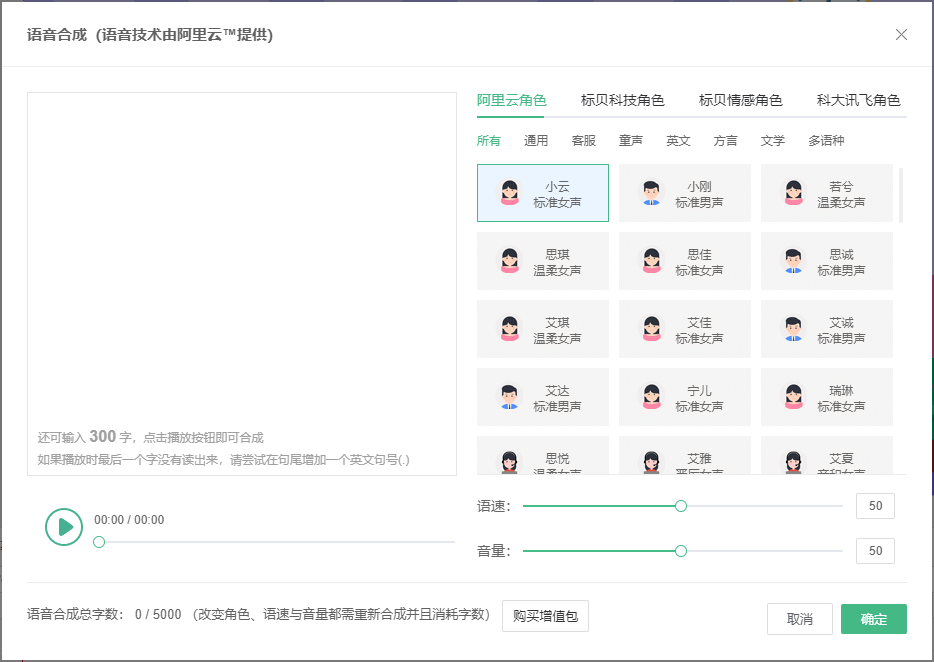 语音合成（语音技术由阿里云™提供）
阿里云角色 标贝科技角色 标贝情感角色 科大讯飞角色
所有 通用 客服 童声 英文 方言 文学 多语种
小云 小刚 若兮
标准女声 标准男声 温柔女声
思琪 思佳 思诚
温柔女声 标准女声 标准男声
艾琪 艾佳 艾诚
温柔女声 标准女声 标准男声
艾达 宁儿 瑞琳
标准男声 标准女声 标准女声
思悦 艾雅 艾夏
温柔女声 严厉女声 亲和女声
还可输入 300 字，点击播放按钮即可合成
如果播放时最后一个字没有读出来，请尝试在句尾增加一个英文句号(.)
00:00 / 00:00
语速： 50
音量： 50
语音合成总字数： 0 / 5000 （改变角色、语速与音量都需重新合成并且消耗字数） 购买增值包
取消 确定